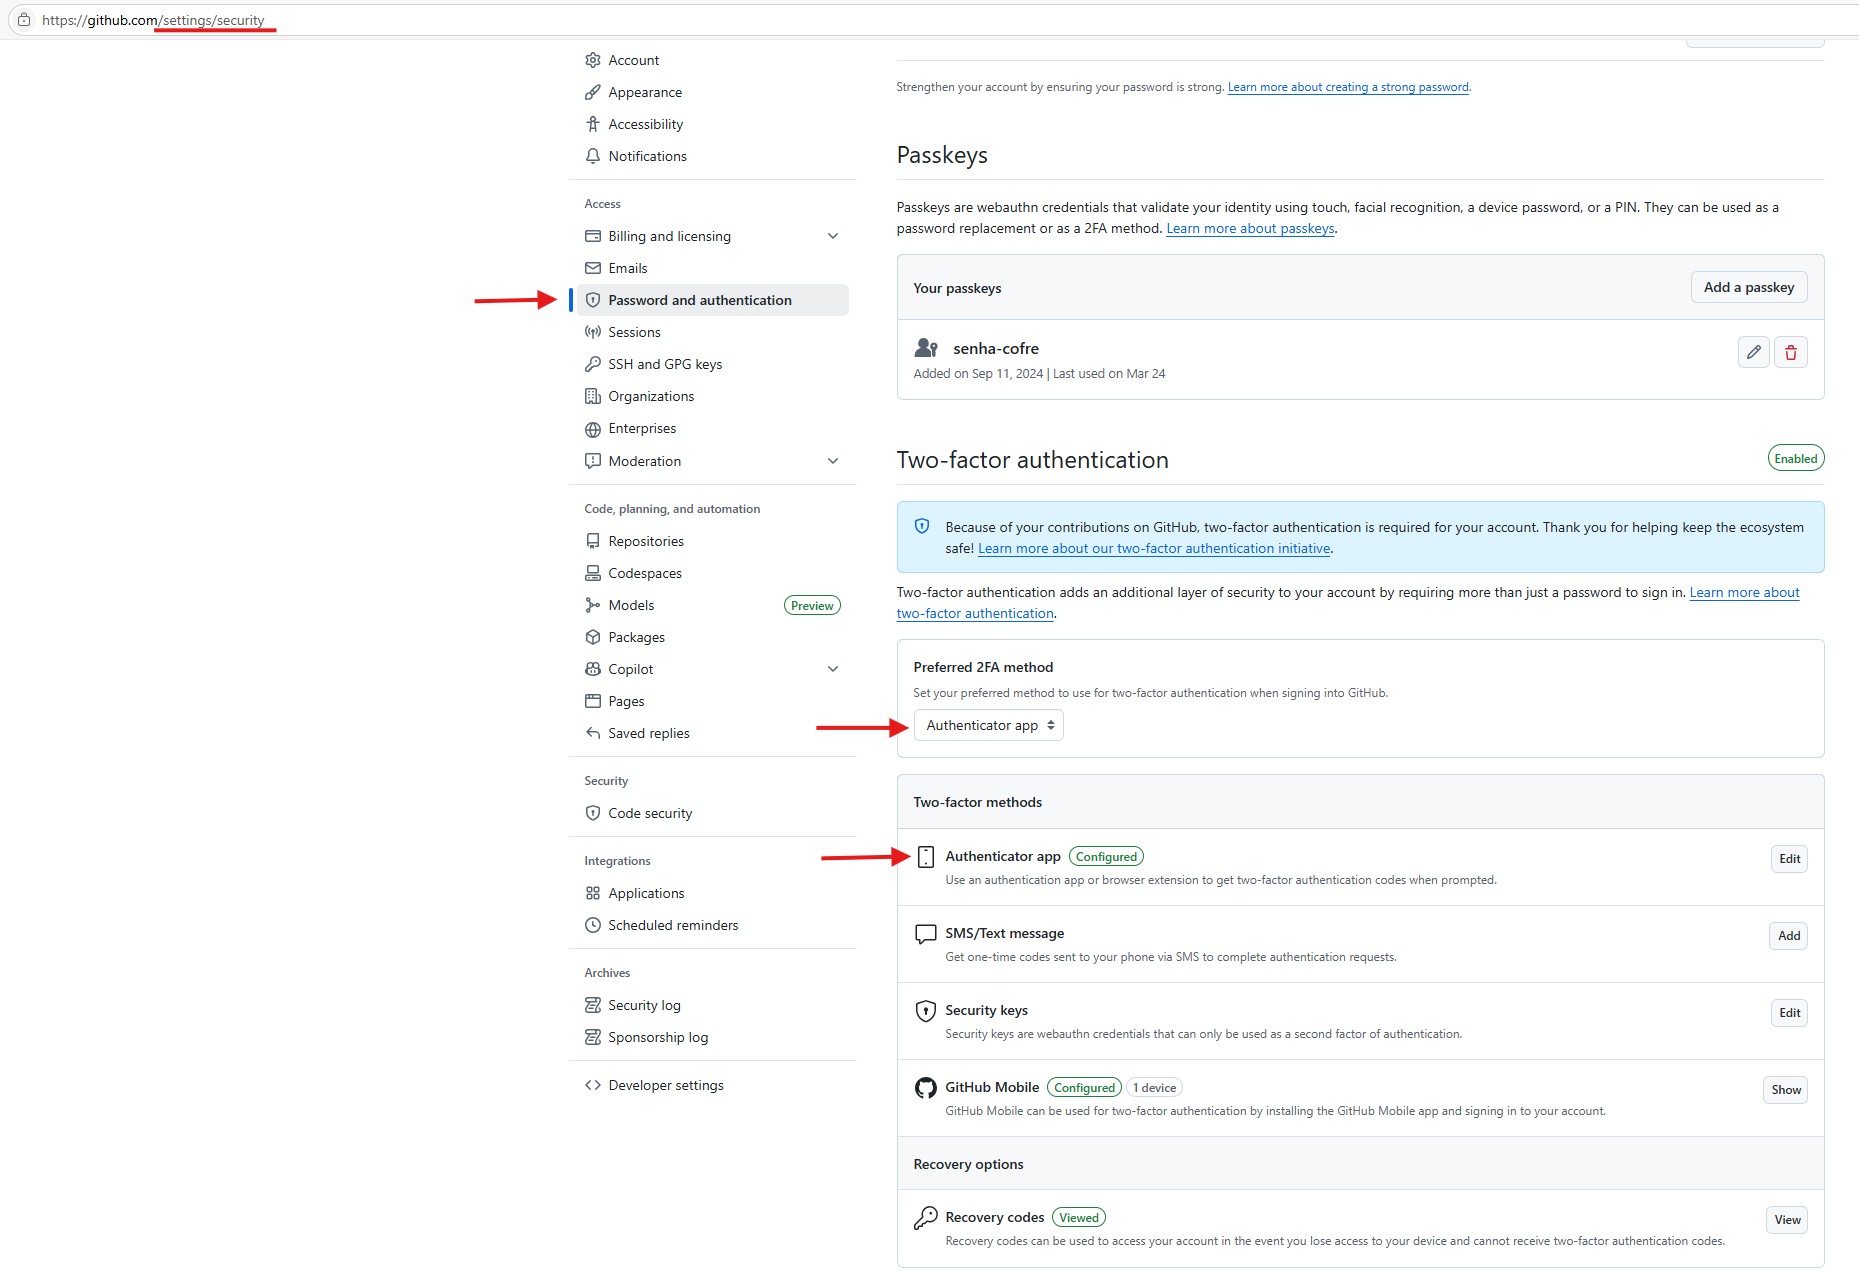 https://github.com/settings/security
Account
Appearance
Accessibility
Notifications
Access
Billing and licensing
Emails
Password and authentication
Sessions
SSH and GPG keys
Organizations
Enterprises
Moderation
Code, planning, and automation
Repositories
Codespaces
Models Preview
Packages
Copilot
Pages
Saved replies
Security
Code security
Integrations
Applications
Scheduled reminders
Archives
Security log
Sponsorship log
Developer settings
Strengthen your account by ensuring your password is strong. Learn more about creating a strong password.
Passkeys
Passkeys are webauthn credentials that validate your identity using touch, facial recognition, a device password, or a PIN. They can be used as a
password replacement or as a 2FA method. Learn more about passkeys.
Your passkeys Add a passkey
senha-cofre
Added on Sep 11, 2024 | Last used on Mar 24
Two-factor authentication Enabled
Because of your contributions on GitHub, two-factor authentication is required for your account. Thank you for helping keep the ecosystem
safe! Learn more about our two-factor authentication initiative.
Two-factor authentication adds an additional layer of security to your account by requiring more than just a password to sign in. Learn more about
two-factor authentication.
Preferred 2FA method
Set your preferred method to use for two-factor authentication when signing into GitHub.
Authenticator app
Two-factor methods
Authenticator app Configured Edit
Use an authentication app or browser extension to get two-factor authentication codes when prompted.
SMS/Text message Add
Get one-time codes sent to your phone via SMS to complete authentication requests.
Security keys Edit
Security keys are webauthn credentials that can only be used as a second factor of authentication.
GitHub Mobile Configured 1 device Show
GitHub Mobile can be used for two-factor authentication by installing the GitHub Mobile app and signing in to your account.
Recovery options
Recovery codes Viewed View
Recovery codes can be used to access your account in the event you lose access to your device and cannot receive two-factor authentication codes.